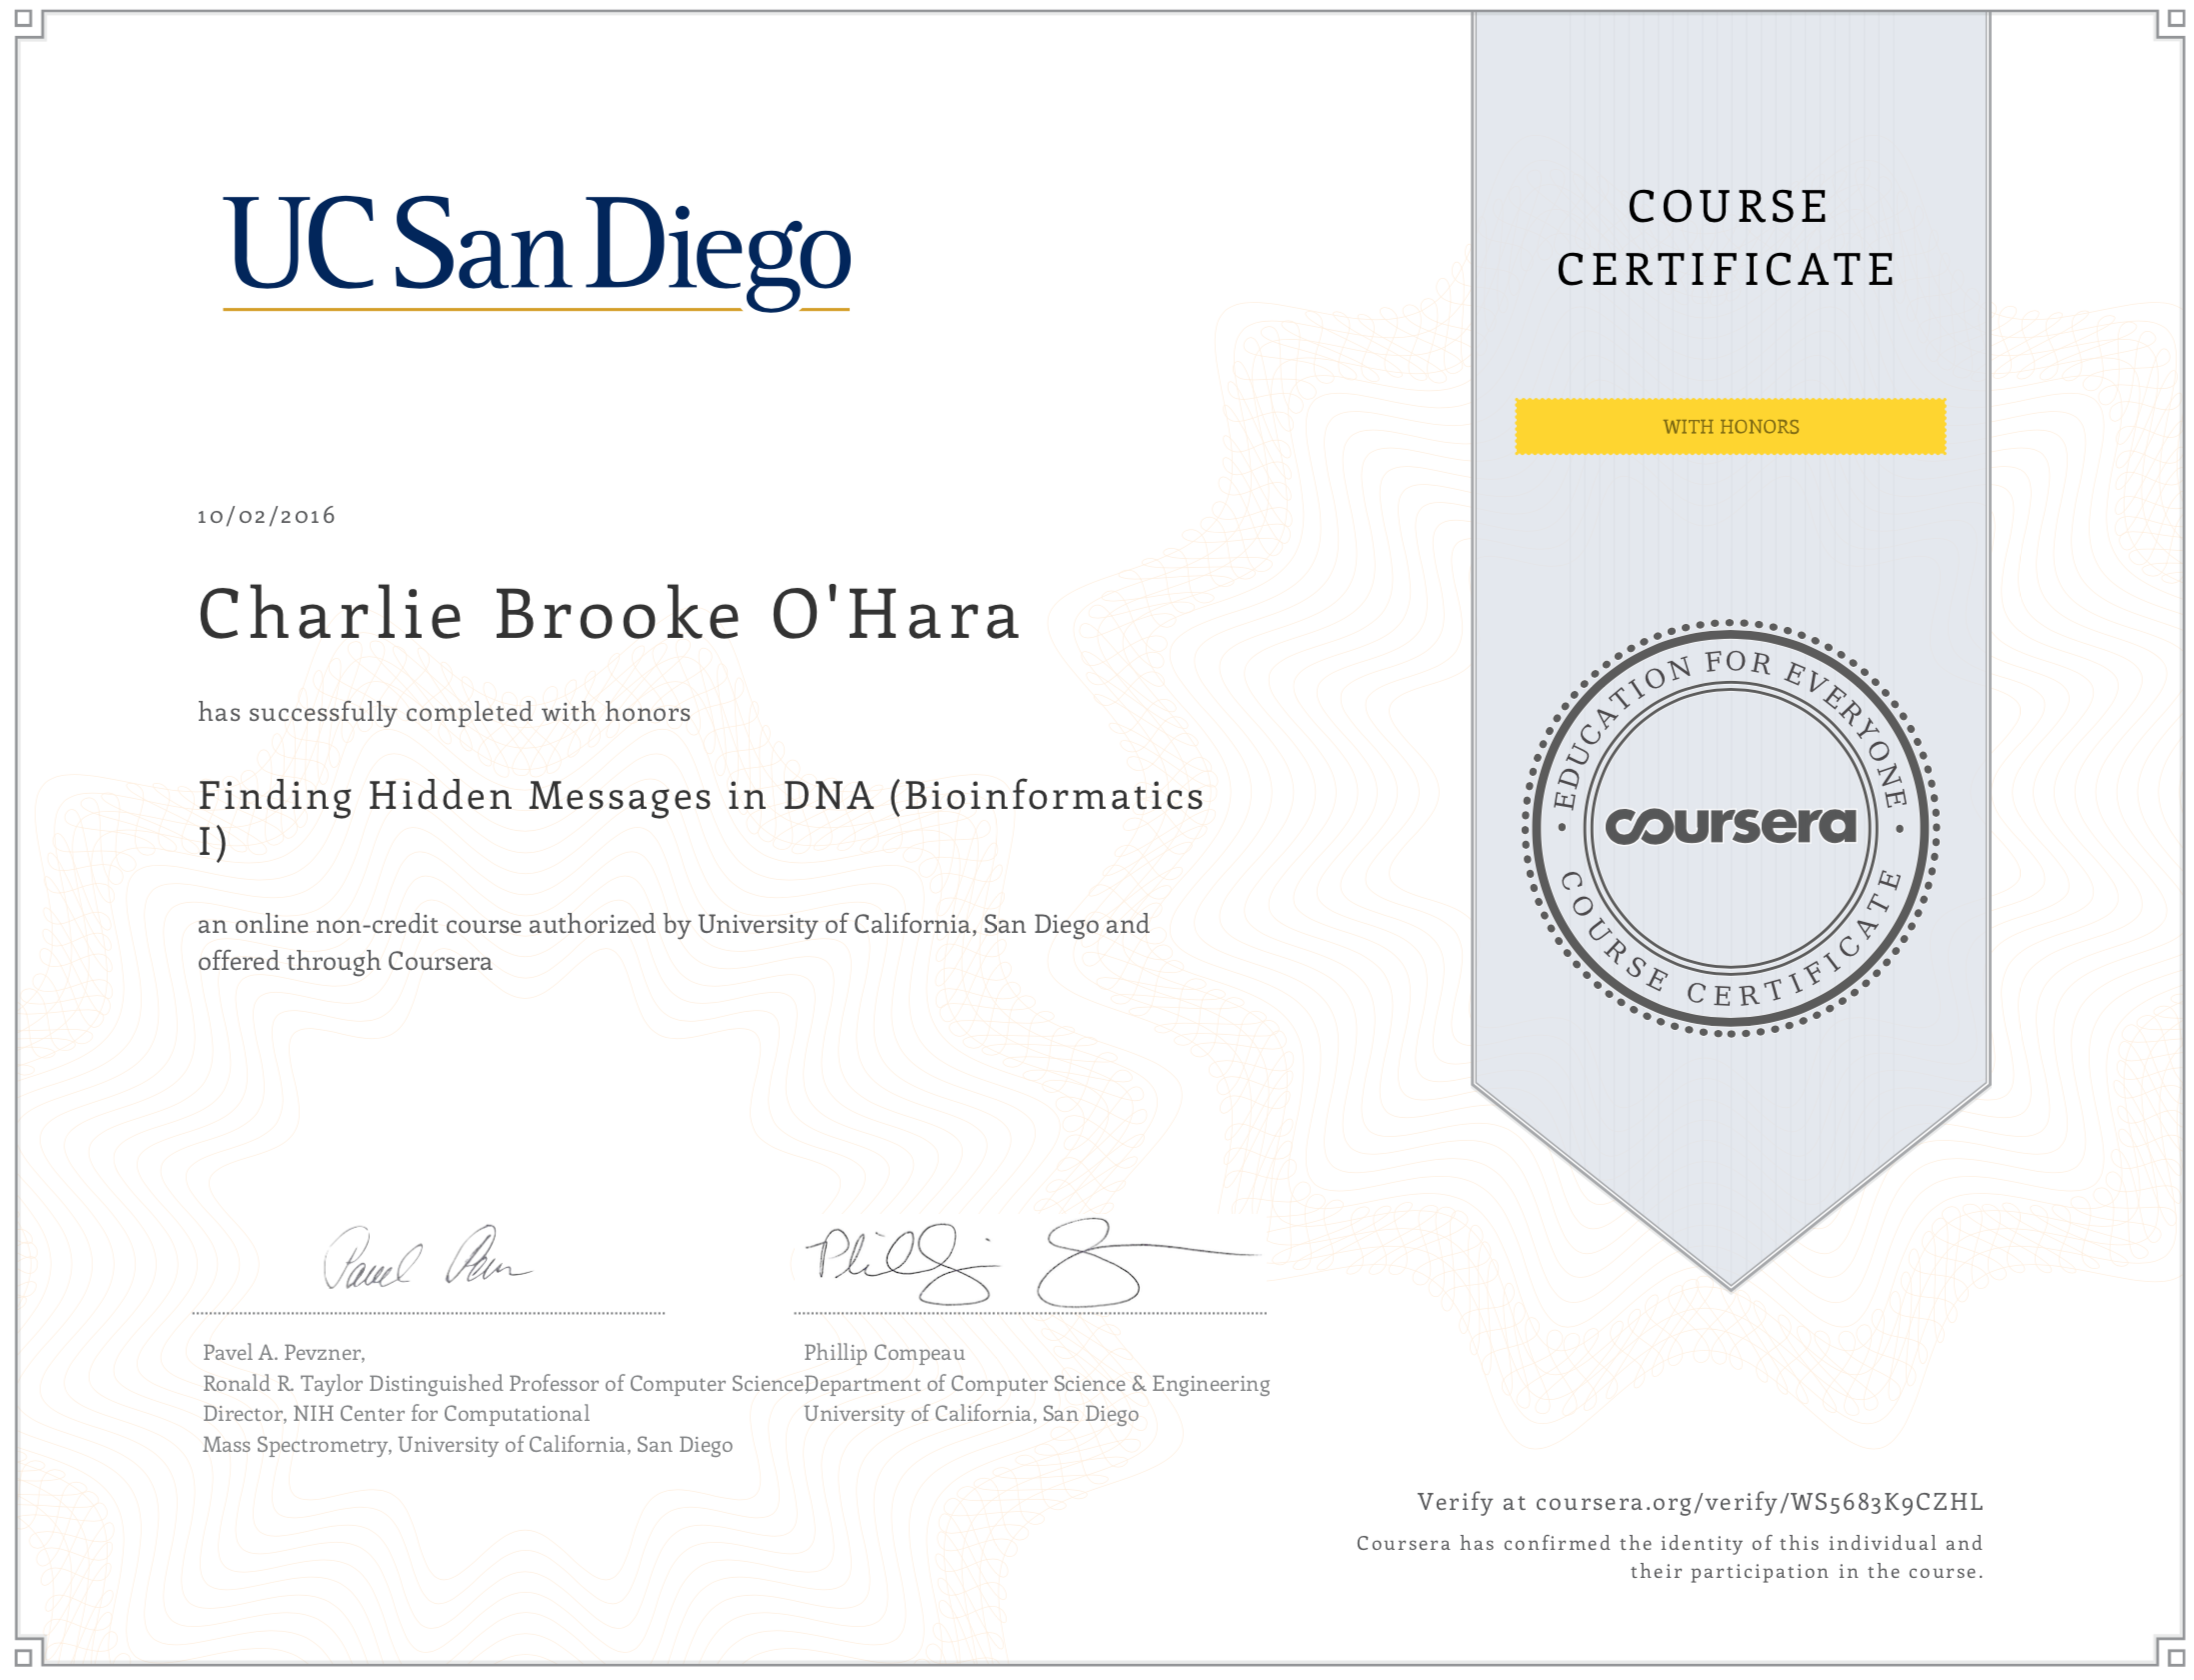 UC San Diego
COURSE
CERTIFICATE
WITH HONORS
10/02/2016
Charlie Brooke O'Hara
has successfully completed with honors
Finding Hidden Messages in DNA (Bioinformatics
I)
an online non-credit course authorized by University of California, San Diego and
offered through Coursera
EDUCATION FOR EVERYONE
coursera
COURSE CERTIFICATE
Pavel A. Pevzner,
Ronald R. Taylor Distinguished Professor of Computer Science
Director, NIH Center for Computational
Mass Spectrometry, University of California, San Diego
Phillip Compeau
Department of Computer Science & Engineering
University of California, San Diego
Verify at coursera.org/verify/WS5683K9CZHL
Coursera has confirmed the identity of this individual and
their participation in the course.